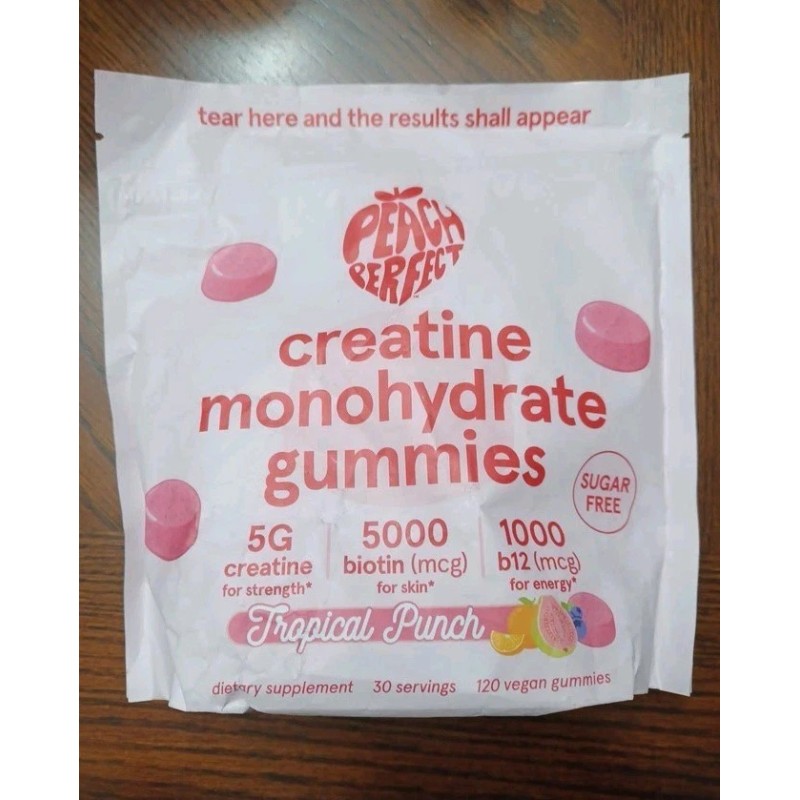 tear here and the results shall appear
PEACH
PERFECT
creatine
monohydrate
gummies
SUGAR
FREE
5G
creatine
for strength*
5000
biotin (mcg)
for skin*
1000
b12 (mcg)
for energy*
Tropical Punch
dietary supplement 30 servings 120 vegan gummies